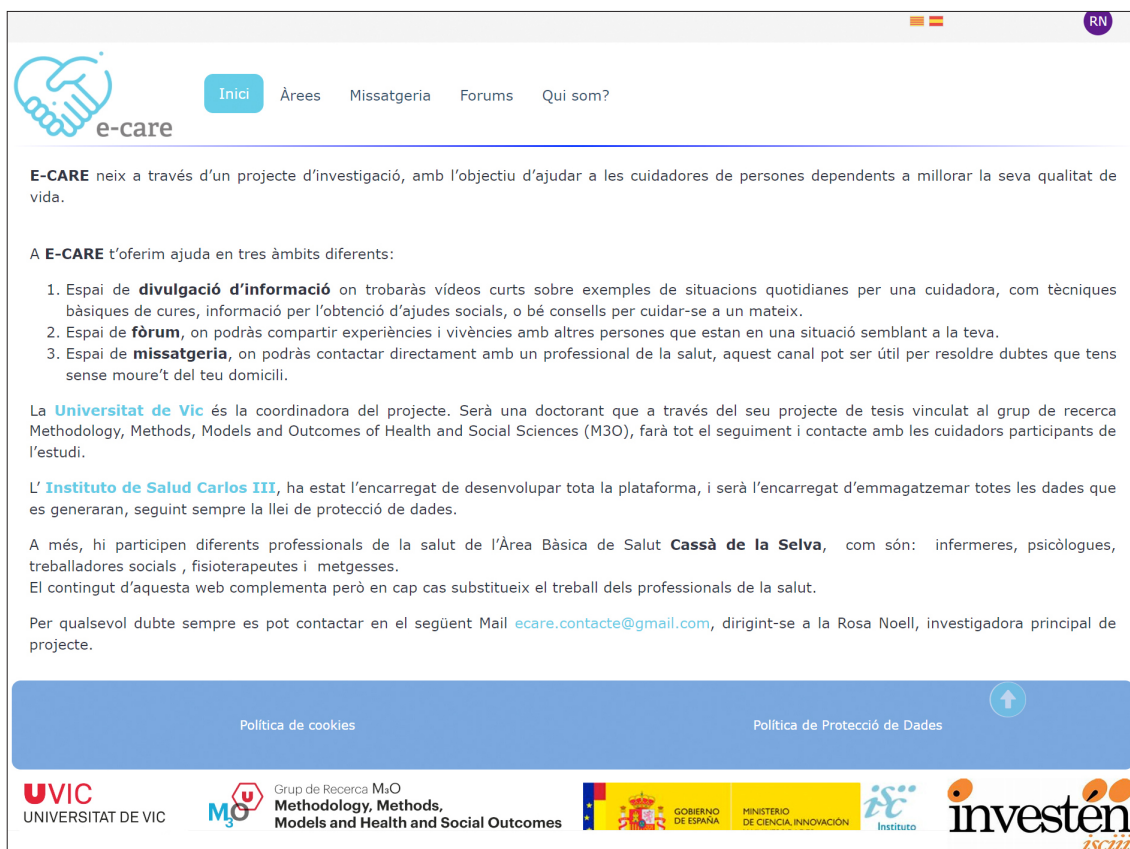 RN
e-care
Inici Àrees Missatgeria Forums Qui som?
E-CARE neix a través d’un projecte d’investigació, amb l’objectiu d’ajudar a les cuidadores de persones dependents a millorar la seva qualitat de
vida.
A E-CARE t’oferim ajuda en tres àmbits diferents:
1. Espai de divulgació d’informació on trobaràs vídeos curts sobre exemples de situacions quotidianes per una cuidadora, com tècniques
bàsiques de cures, informació per l’obtenció d’ajudes socials, o bé consells per cuidar-se a un mateix.
2. Espai de fòrum, on podràs compartir experiències i vivències amb altres persones que estan en una situació semblant a la teva.
3. Espai de missatgeria, on podràs contactar directament amb un professional de la salut, aquest canal pot ser útil per resoldre dubtes que tens
sense moure’t del teu domicili.
La Universitat de Vic és la coordinadora del projecte. Serà una doctorant que a través del seu projecte de tesis vinculat al grup de recerca
Methodology, Methods, Models and Outcomes of Health and Social Sciences (M3O), farà tot el seguiment i contacte amb les cuidadors participants de
l’estudi.
L’ Instituto de Salud Carlos III, ha estat l’encarregat de desenvolupar tota la plataforma, i serà l’encarregat d’emmagatzemar totes les dades que
es generaran, seguint sempre la llei de protecció de dades.
A més, hi participen diferents professionals de la salut de l’Àrea Bàsica de Salut Cassà de la Selva, com són: infermeres, psicòlogues,
treballadores socials , fisioterapeutes i metgesses.
El contingut d’aquesta web complementa però en cap cas substitueix el treball dels professionals de la salut.
Per qualsevol dubte sempre es pot contactar en el següent Mail ecare.contacte@gmail.com, dirigint-se a la Rosa Noell, investigadora principal de
projecte.
Política de cookies Política de Protecció de Dades
UVIC
UNIVERSITAT DE VIC
U
M3O
Grup de Recerca M3O
Methodology, Methods,
Models and Health and Social Outcomes
GOBIERNO
DE ESPAÑA
MINISTERIO
DE CIENCIA, INNOVACIÓN
isciii
Instituto
investén
isciii